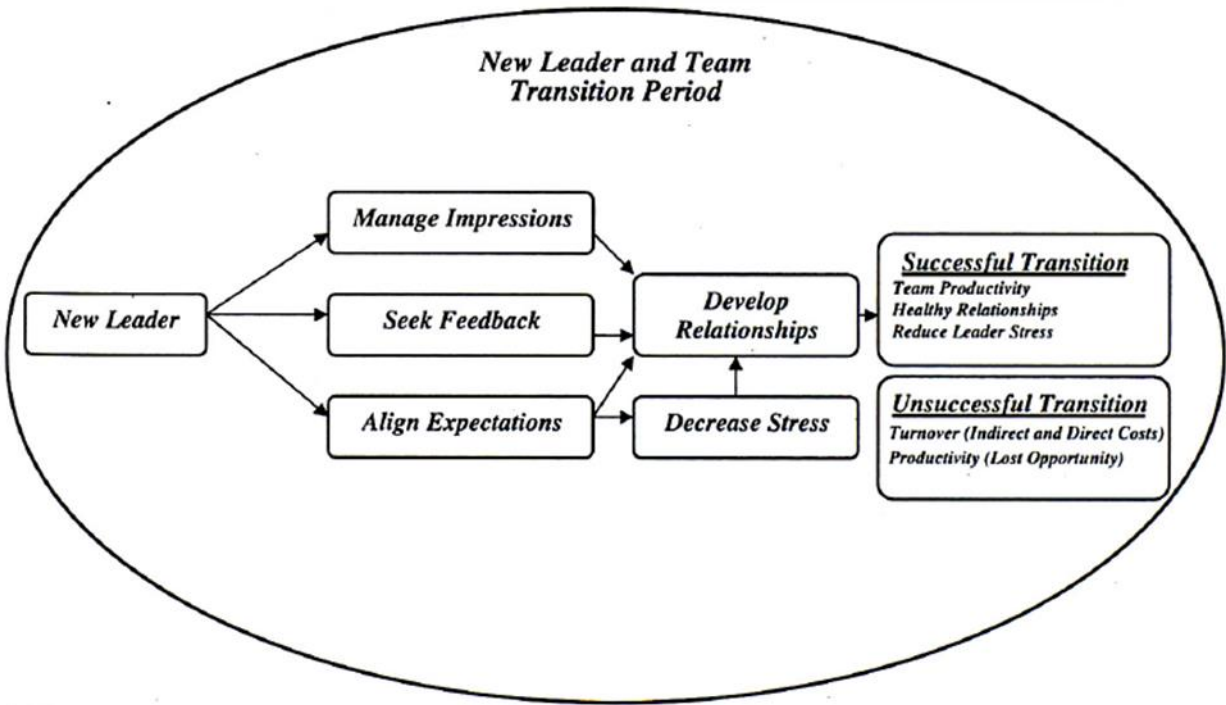 New Leader and Team
Transition Period
Manage Impressions
New Leader
Seek Feedback
Align Expectations
Develop
Relationships
Decrease Stress
Successful Transition
Team Productivity
Healthy Relationships
Reduce Leader Stress
Unsuccessful Transition
Turnover (Indirect and Direct Costs)
Productivity (Lost Opportunity)